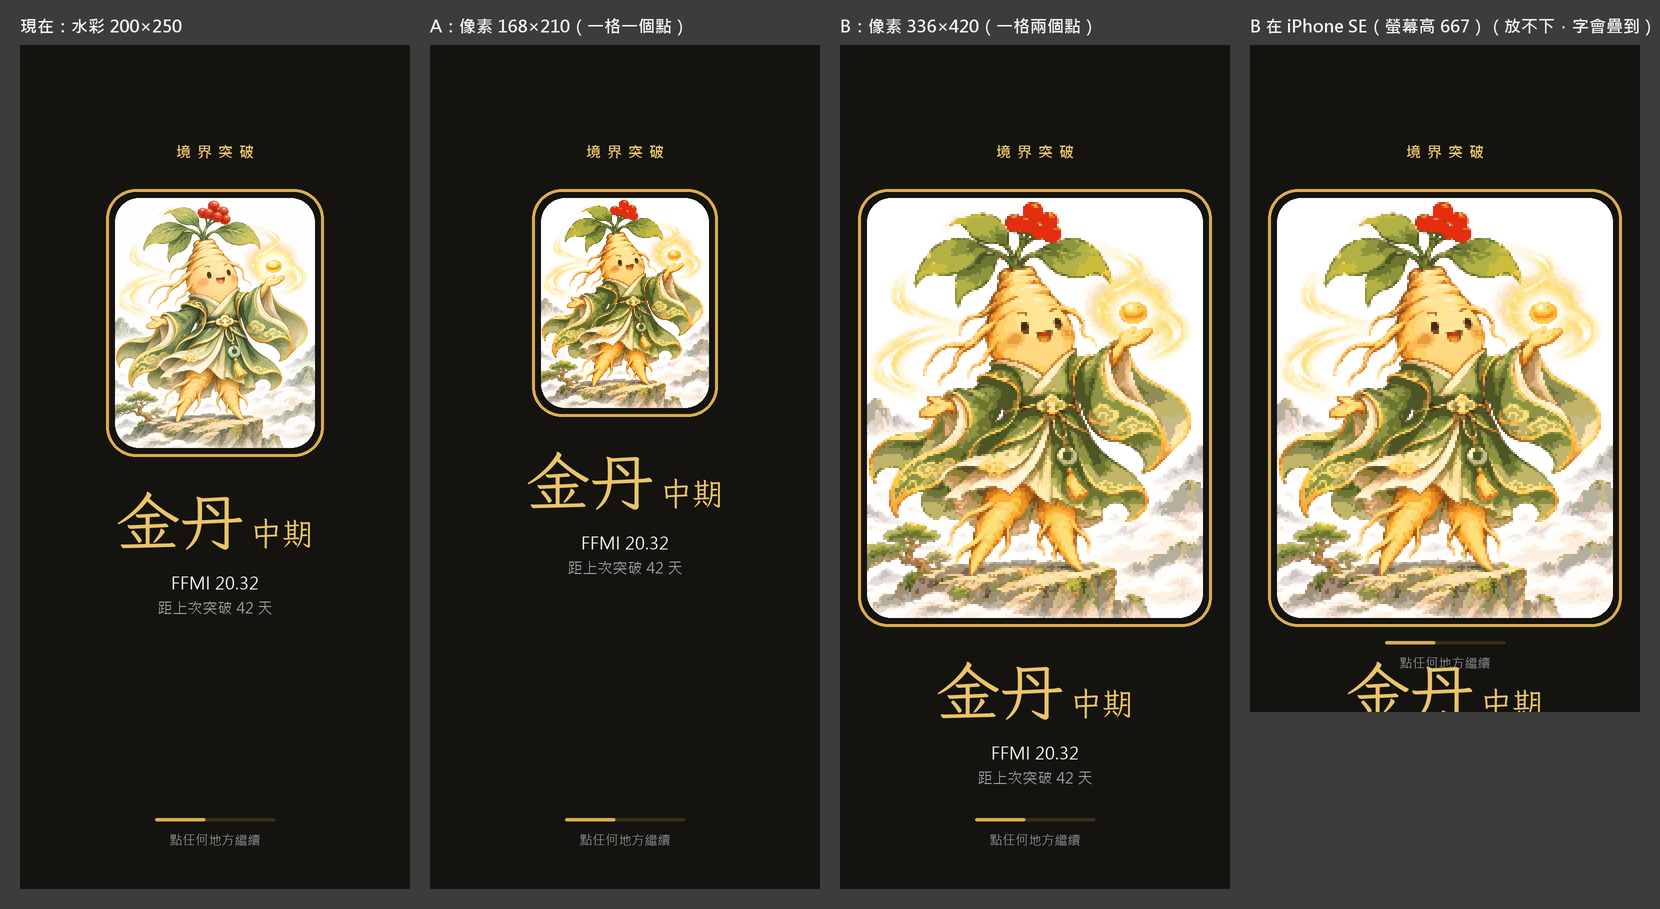 現在：水彩 200×250
境界突破
金丹 中期
FFMI 20.32
距上次突破 42 天
點任何地方繼續
A：像素 168×210（一格一個點）
境界突破
金丹 中期
FFMI 20.32
距上次突破 42 天
點任何地方繼續
B：像素 336×420（一格兩個點）
境界突破
金丹 中期
FFMI 20.32
距上次突破 42 天
點任何地方繼續
B 在 iPhone SE（螢幕高 667）（放不下，字會疊到）
境界突破
點任何地方繼續
金丹 中期